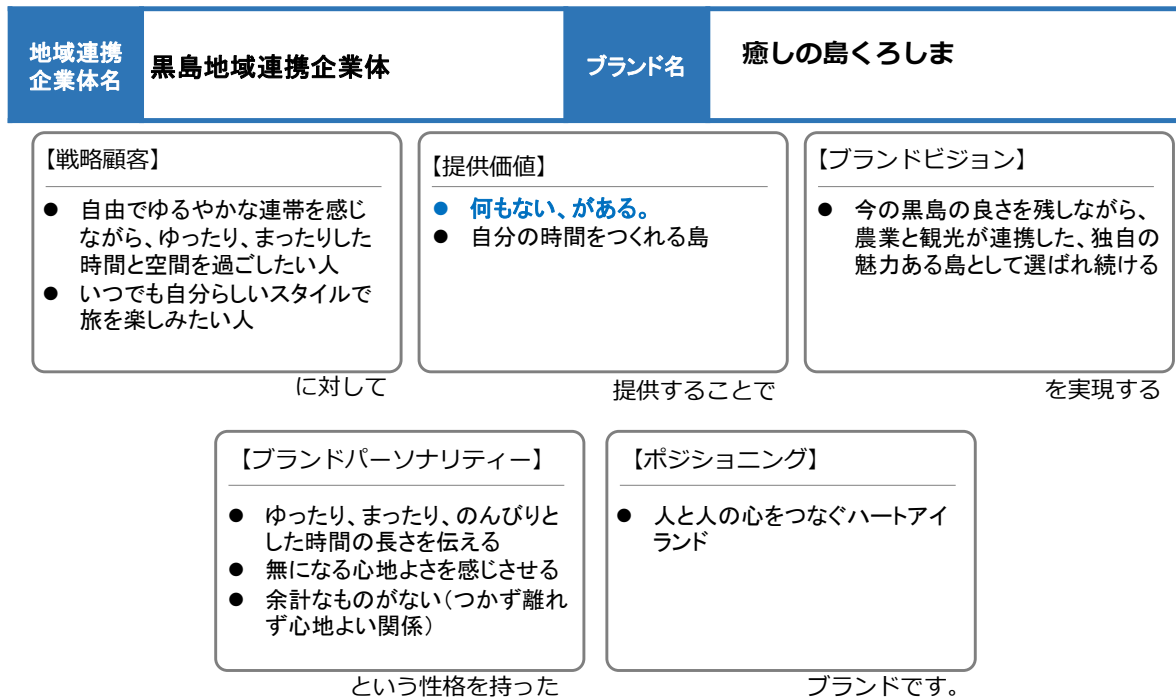 地域連携
企業体名
黒島地域連携企業体
ブランド名
癒しの島くろしま
【戦略顧客】
● 自由でゆるやかな連帯を感じ
ながら、ゆったり、まったりした
時間と空間を過ごしたい人
● いつでも自分らしいスタイルで
旅を楽しみたい人
に対して
【提供価値】
● 何もない、がある。
● 自分の時間をつくれる島
提供することで
【ブランドビジョン】
● 今の黒島の良さを残しながら、
農業と観光が連携した、独自の
魅力ある島として選ばれ続ける
を実現する
【ブランドパーソナリティー】
● ゆったり、まったり、のんびりと
した時間の長さを伝える
● 無になる心地よさを感じさせる
● 余計なものがない（つかず離れ
ず心地よい関係）
という性格を持った
【ポジショニング】
● 人と人の心をつなぐハートアイ
ランド
ブランドです。